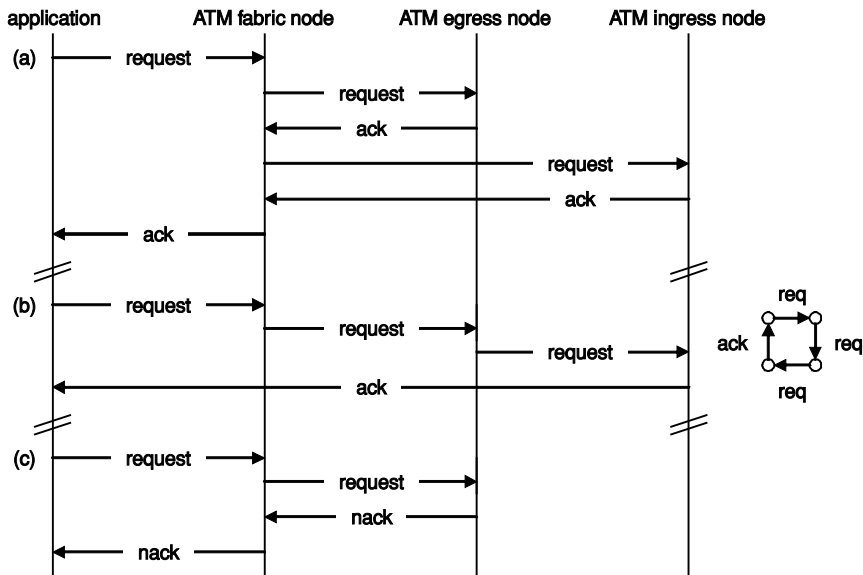 application ATM fabric node ATM egress node ATM ingress node
(a) request
request
ack
request
ack
ack
(b) request
req
request
ack req
request
ack
req
(c) request
request
nack
nack